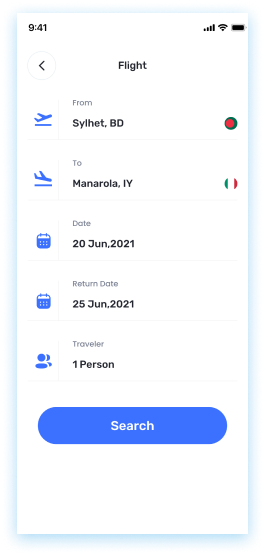 9:41
Flight
From
Sylhet, BD
To
Manarola, IY
Date
20 Jun,2021
Return Date
25 Jun,2021
Traveler
1 Person
Search